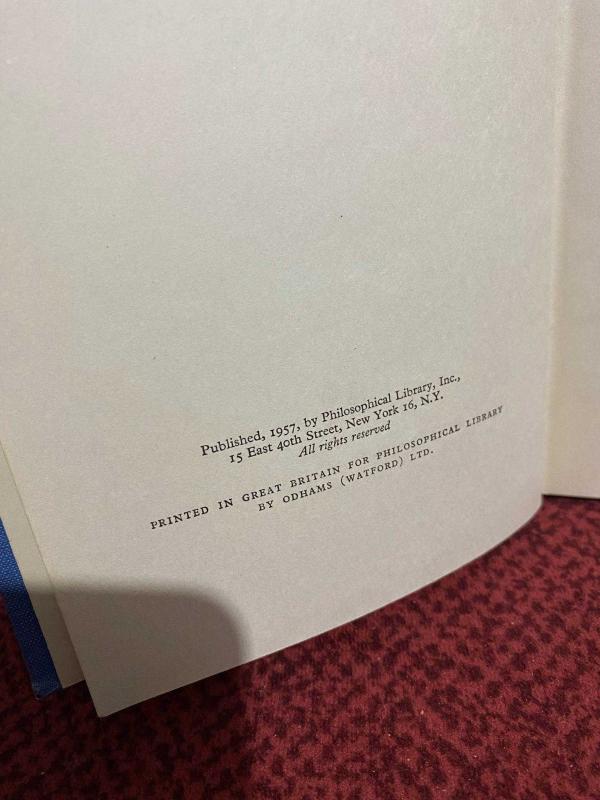 Published, 1957, by Philosophical Library, Inc.,
15 East 40th Street, New York 16, N.Y.
All rights reserved
PRINTED IN GREAT BRITAIN FOR PHILOSOPHICAL LIBRARY
BY ODHAMS (WATFORD) LTD.